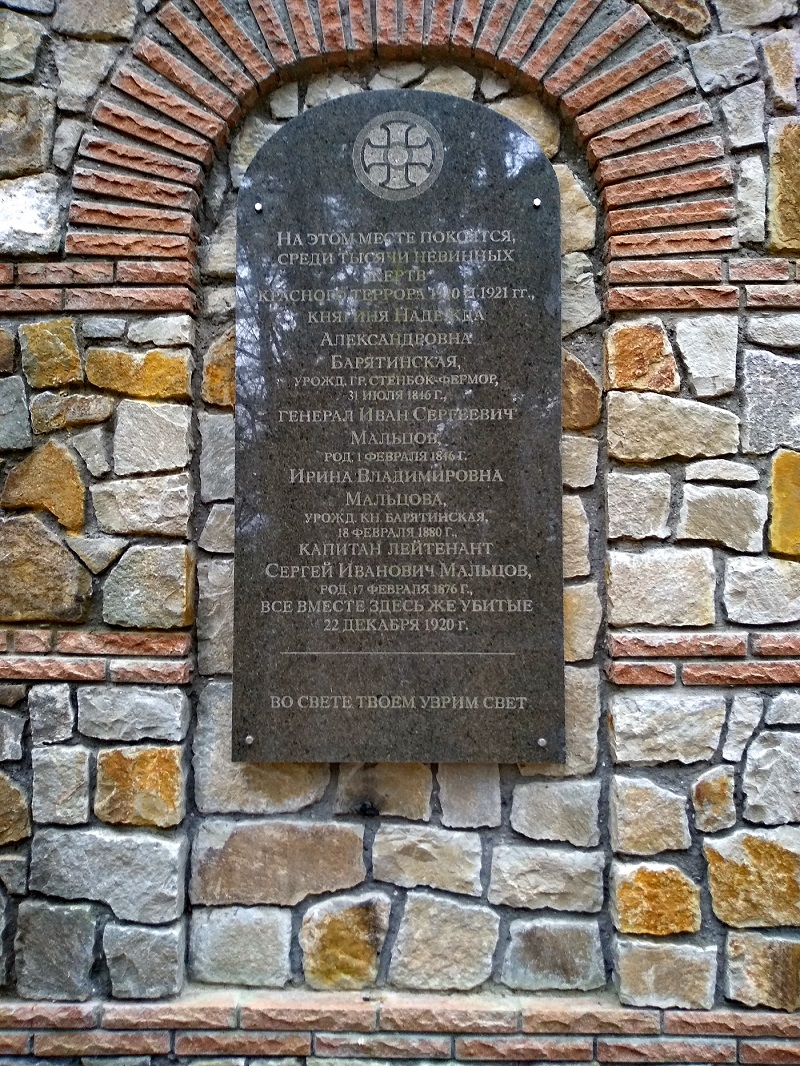 На этом месте покоятся,
среди тысячи невинных
жертв
красного террора 1920 и 1921 гг.,
княгиня Надежда
Александровна
Барятинская,
урожд. гр. Стенбок-Фермор,
31 июля 1846 г.,
генерал Иван Сергеевич
Мальцов,
род. 1 февраля 1846 г.
Ирина Владимировна
Мальцова,
урожд. кн. Барятинская,
18 февраля 1880 г.,
капитан лейтенант
Сергей Иванович Мальцов,
род. 17 февраля 1876 г.,
все вместе здесь же убитые
22 декабря 1920 г.
Во свете Твоем узрим свет